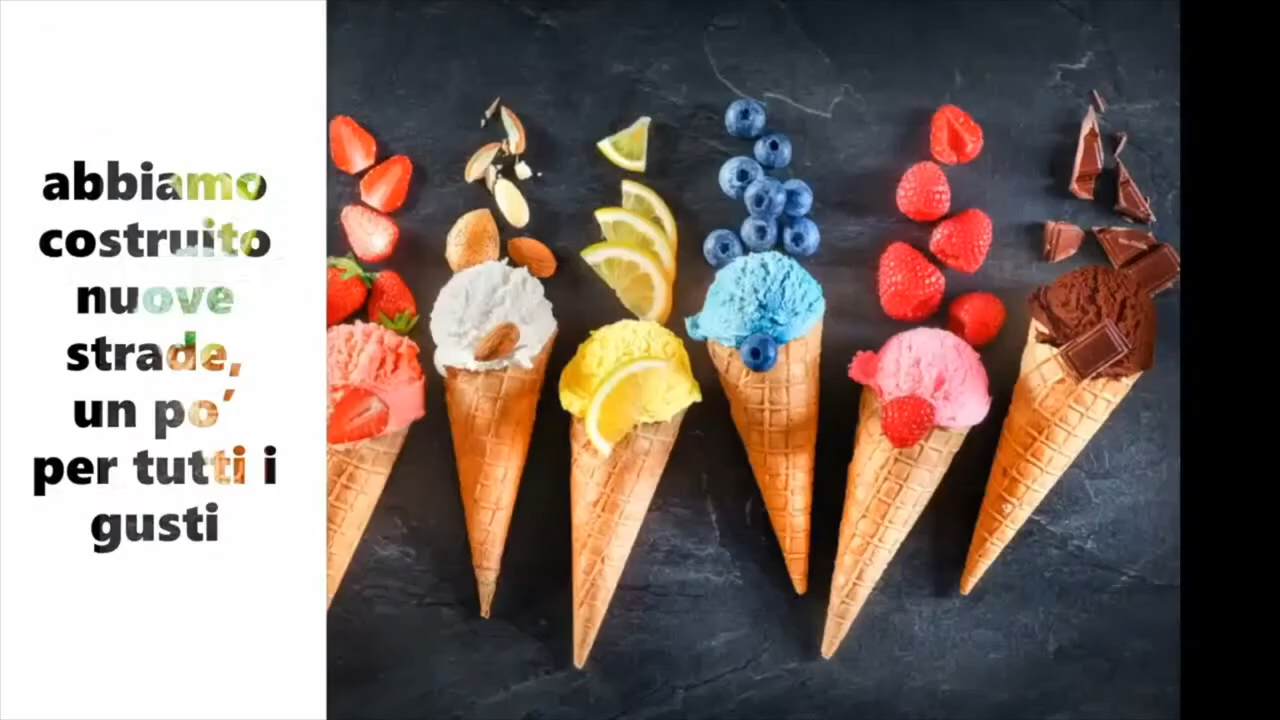 abbiamo
costruito
nuove
strade,
un po’
per tutti i
gusti